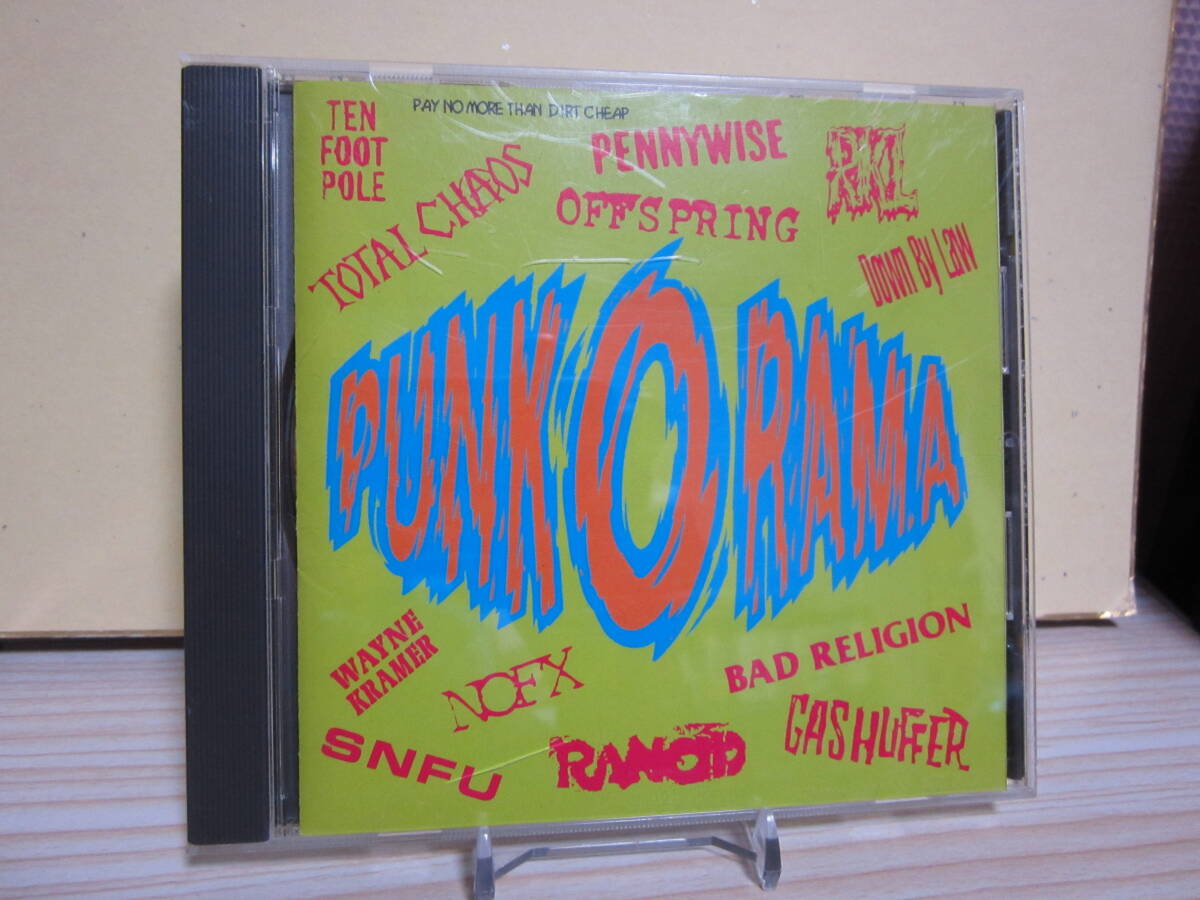 PAY NO MORE THAN DIRT CHEAP
TEN
FOOT
POLE
TOTAL CHAOS
PENNYWISE
OFFSPRING
RKL
DOWN BY LAW
PUNK O RAMA
WAYNE
KRAMER
NOFX
BAD RELIGION
SNFU
RANCID
GAS HUFFER